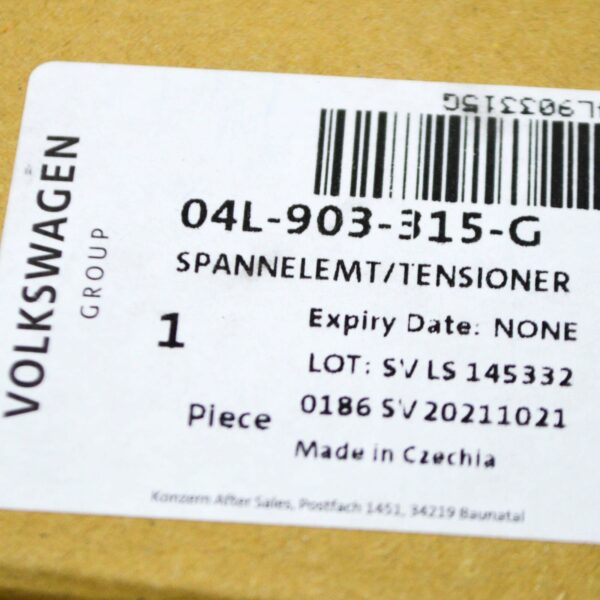 VOLKSWAGEN
GROUP
L903315G
04L-903-315-G
SPANNELEMT/TENSIONER
1
Piece
Expiry Date: NONE
LOT: SV LS 145332
0186 SV 20211021
Made in Czechia
Konzern After Sales, Postfach 1451, 34219 Baunatal